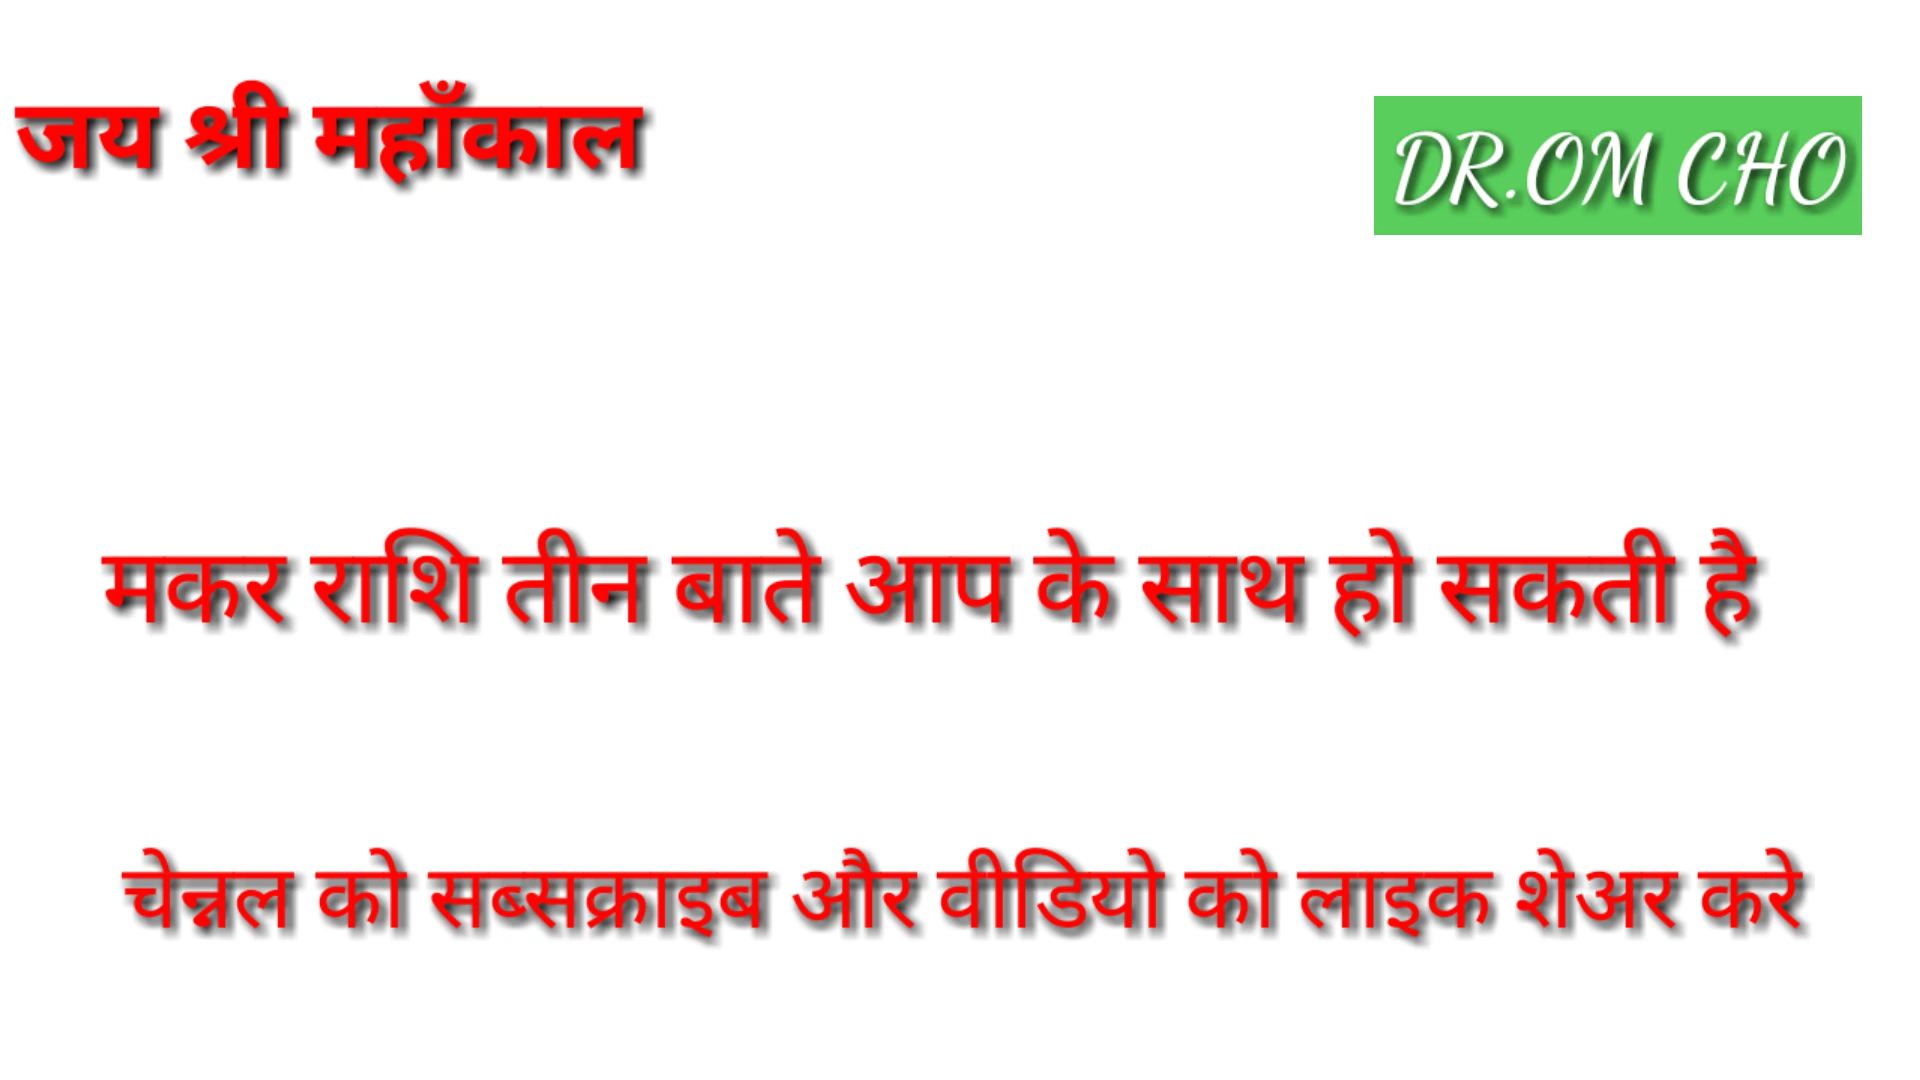 जय श्री महाँकाल
DR.OM CHO
मकर राशि तीन बाते आप के साथ हो सकती है
चेन्नल को सब्सक्राइब और वीडियो को लाइक शेअर करे